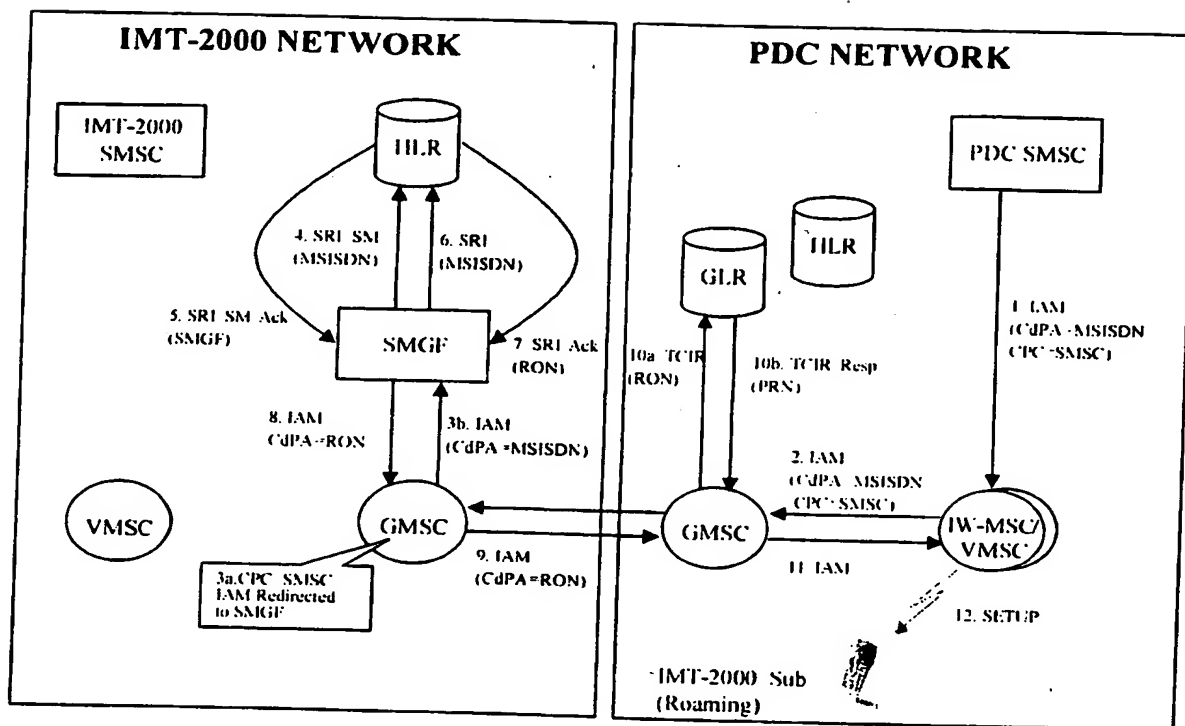 IMT-2000 NETWORK
IMT-2000
SMSC
HLR
4. SRI SM
(MSISDN)
6. SRI
(MSISDN)
5. SRI SM Ack
(SMGF)
SMGF
7 SRI Ack
(RON)
8. IAM
CdPA=RON
3b. IAM
(CdPA=MSISDN)
VMSC
GMSC
3a.CPC SMSC
IAM Redirected
to SMGF
9. IAM
(CdPA=RON)
PDC NETWORK
PDC SMSC
HLR
GLR
1. IAM
(CdPA=MSISDN
CPC=SMSC)
10a TCIR
(RON)
10b. TCIR Resp
(PRN)
2. IAM
(CdPA MSISDN
CPC=SMSC)
GMSC
IW-MSC/
VMSC
11 IAM
12. SETUP
IMT-2000 Sub
(Roaming)